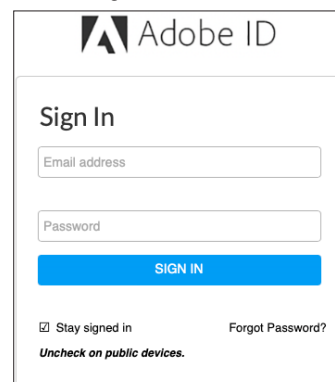 Adobe ID
Sign In
Email address
Password
SIGN IN
Stay signed in Forgot Password?
Uncheck on public devices.